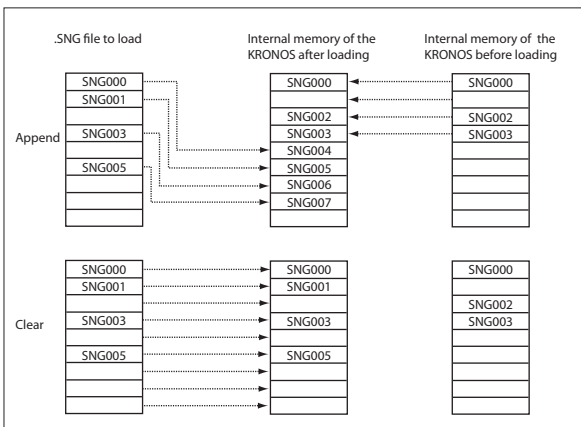 .SNG file to load
Internal memory of the
KRONOS after loading
Internal memory of  the
KRONOS before loading
Append
SNG000
SNG001
SNG003
SNG005
SNG000
SNG002
SNG003
SNG004
SNG005
SNG006
SNG007
SNG000
SNG002
SNG003
Clear
SNG000
SNG001
SNG003
SNG005
SNG000
SNG001
SNG003
SNG005
SNG000
SNG002
SNG003